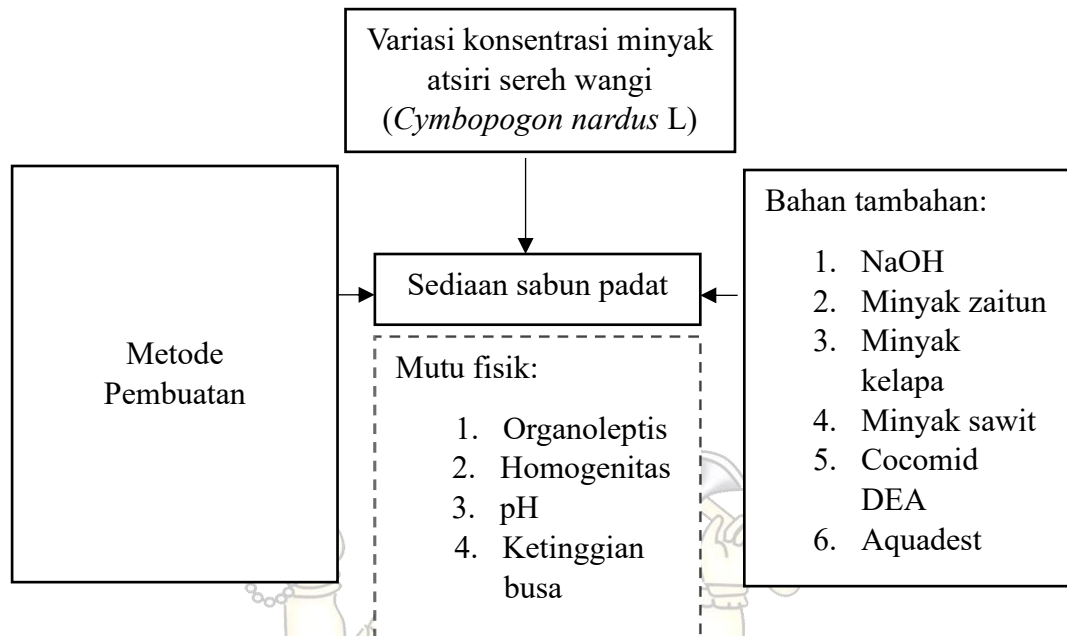 Variasi konsentrasi minyak
atsiri sereh wangi
(Cymbopogon nardus L)
Metode
Pembuatan
Sediaan sabun padat
Mutu fisik:
1. Organoleptis
2. Homogenitas
3. pH
4. Ketinggian
busa
Bahan tambahan:
1. NaOH
2. Minyak zaitun
3. Minyak
kelapa
4. Minyak sawit
5. Cocomid
DEA
6. Aquadest